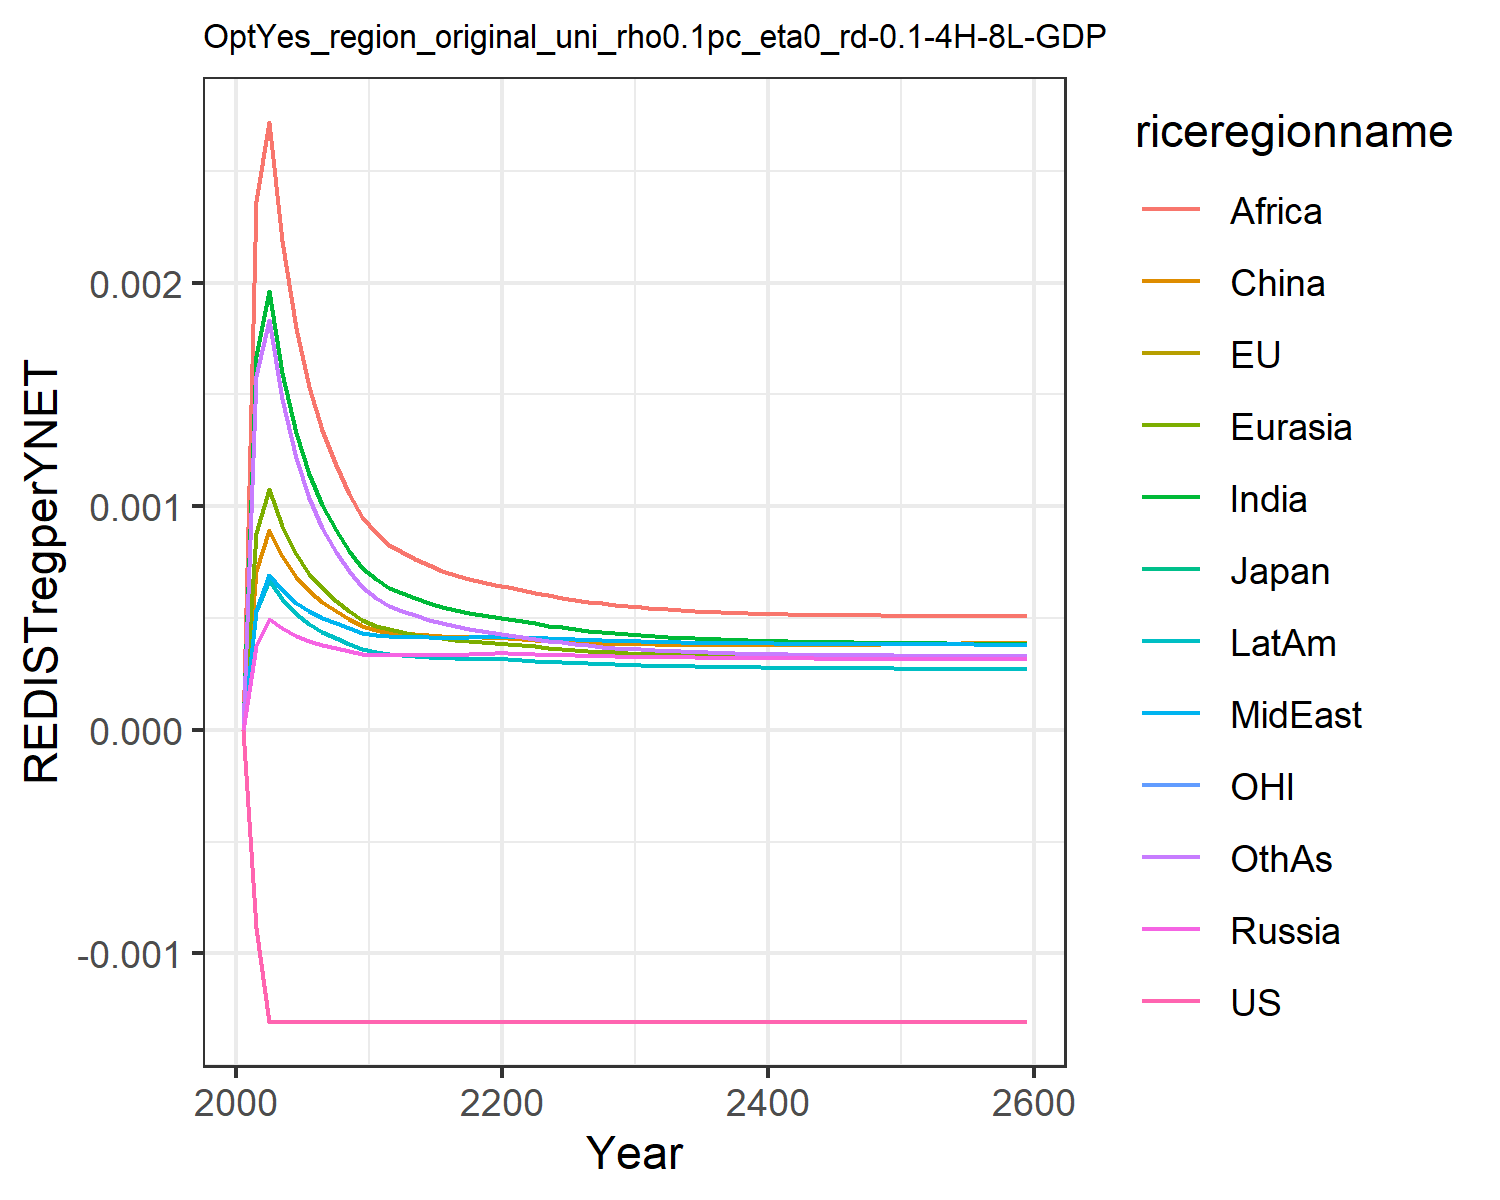 OptYes_region_original_uni_rho0.1pc_eta0_rd-0.1-4H-8L-GDP
REDISTregperYNET
0.002
0.001
0.000
-0.001
2000 2200 2400 2600
Year
riceregionname
Africa
China
EU
Eurasia
India
Japan
LatAm
MidEast
OHI
OthAs
Russia
US